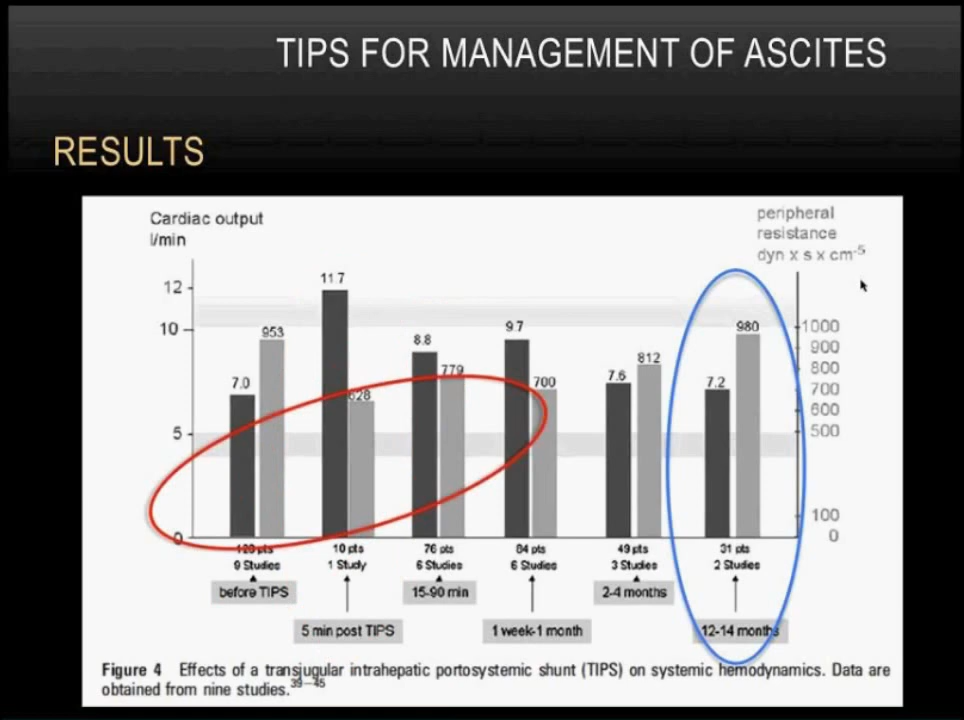 TIPS FOR MANAGEMENT OF ASCITES
RESULTS
Cardiac output
l/min
peripheral
resistance
dyn x s x cm-5
12
10
5
0
1000
900
800
700
600
500
100
0
7.0 953
11.7 628
8.8 779
9.7 700
7.6 812
7.2 980
pts 10 pts 76 pts 84 pts 49 pts 31 pts
9 Studies 1 Study 6 Studies 6 Studies 3 Studies 2 Studies
before TIPS 15-90 min 2-4 months
5 min post TIPS 1 week-1 month 12-14 months
Figure 4 Effects of a transjugular intrahepatic portosystemic shunt (TIPS) on systemic hemodynamics. Data are
obtained from nine studies.39–45